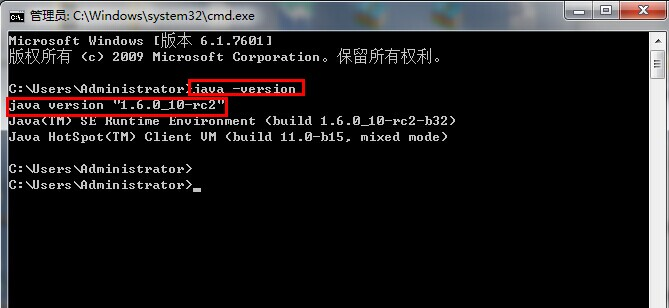 管理员: C:\Windows\system32\cmd.exe
Microsoft Windows [版本 6.1.7601]
版权所有 (c) 2009 Microsoft Corporation。保留所有权利。
C:\Users\Administrator>java -version
java version "1.6.0_10-rc2"
Java(TM) SE Runtime Environment (build 1.6.0_10-rc2-b32)
Java HotSpot(TM) Client VM (build 11.0-b15, mixed mode)
C:\Users\Administrator>
C:\Users\Administrator>_